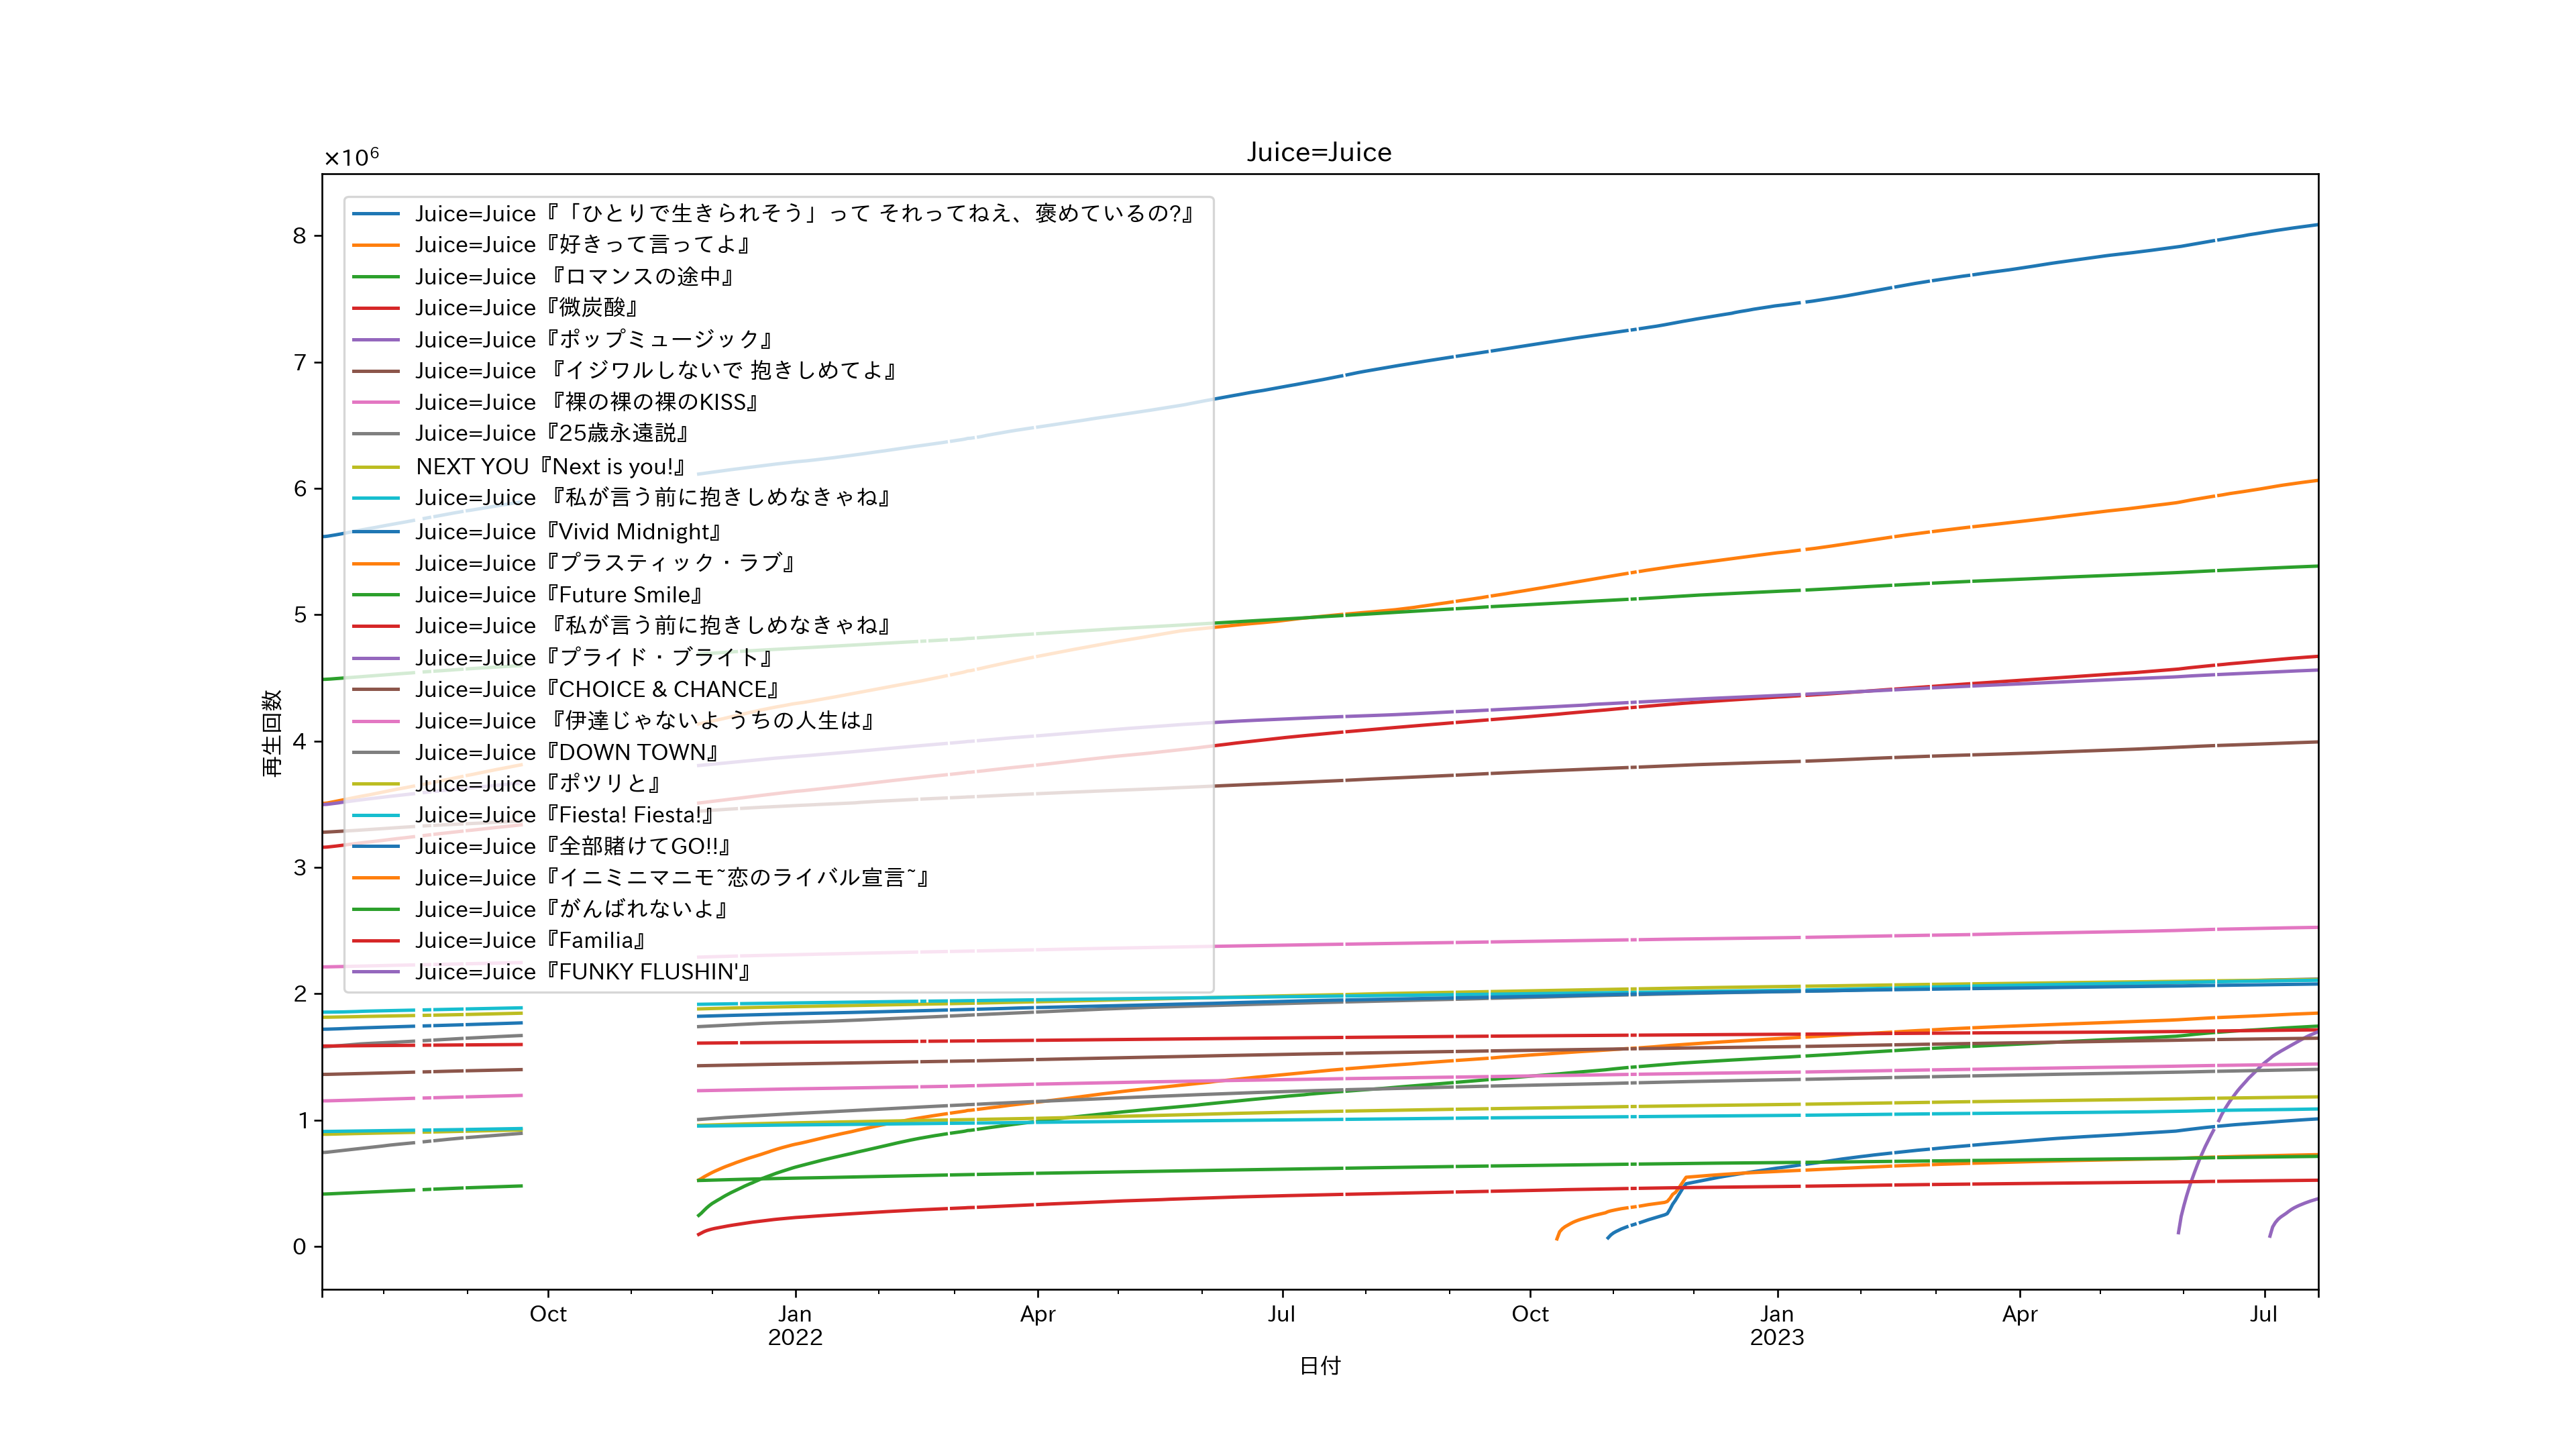 Juice=Juice
×10⁶
Juice=Juice『「ひとりで生きられそう」って それってねえ、褒めているの?』
Juice=Juice『好きって言ってよ』
Juice=Juice 『ロマンスの途中』
Juice=Juice『微炭酸』
Juice=Juice『ポップミュージック』
Juice=Juice 『イジワルしないで 抱きしめてよ』
Juice=Juice 『裸の裸の裸のKISS』
Juice=Juice『25歳永遠説』
NEXT YOU『Next is you!』
Juice=Juice 『私が言う前に抱きしめなきゃね』
Juice=Juice『Vivid Midnight』
Juice=Juice『プラスティック・ラブ』
Juice=Juice『Future Smile』
Juice=Juice 『私が言う前に抱きしめなきゃね』
Juice=Juice『プライド・ブライト』
Juice=Juice『CHOICE & CHANCE』
Juice=Juice 『伊達じゃないよ うちの人生は』
Juice=Juice『DOWN TOWN』
Juice=Juice『ポツリと』
Juice=Juice『Fiesta! Fiesta!』
Juice=Juice『全部賭けてGO!!』
Juice=Juice『イニミニマニモ~恋のライバル宣言~』
Juice=Juice『がんばれないよ』
Juice=Juice『Familia』
Juice=Juice『FUNKY FLUSHIN'』
8
7
6
5
4
3
2
1
0
再生回数
Oct
Jan
2022
Apr
Jul
Oct
Jan
2023
Apr
Jul
日付